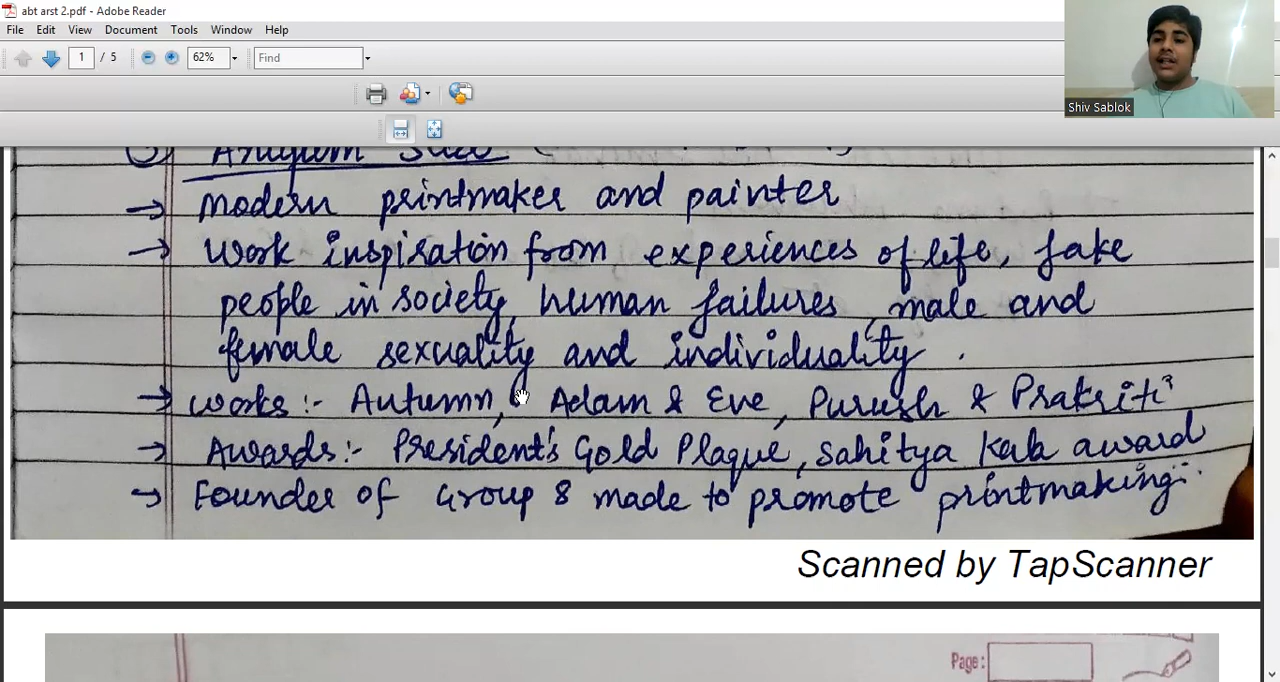 abt arst 2.pdf - Adobe Reader
File Edit View Document Tools Window Help
1 / 5 62% Find
Shiv Sablok
→ Modern printmaker and painter
→ Work inspiration from experiences of life, fake
people in society, human failures, male and
female sexuality and individuality.
→ Works :- Autumn, Adam & Eve, Purush & Prakriti
→ Awards :- President's Gold Plaque, Sahitya Kala award
→ Founder of Group 8 made to promote printmaking.
Scanned by TapScanner
Page: